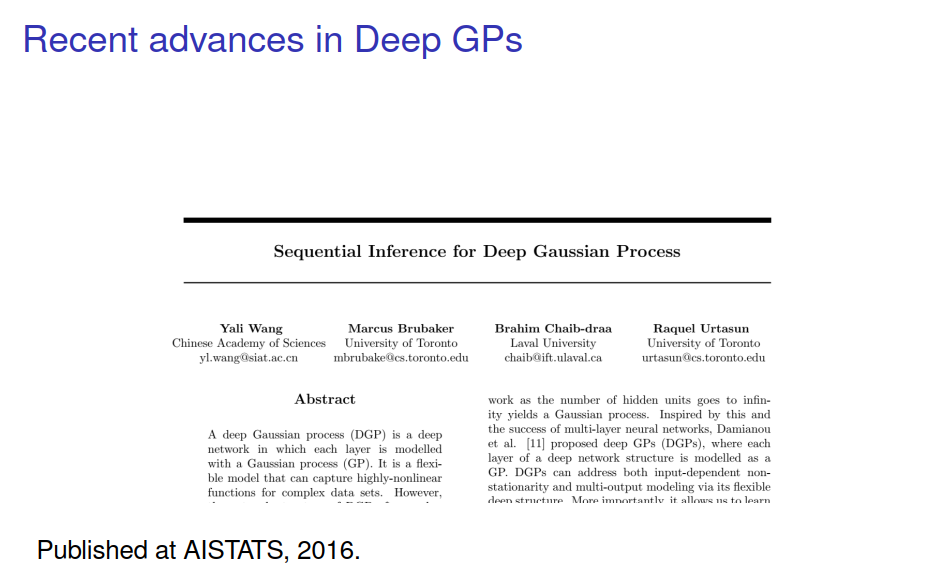 Recent advances in Deep GPs
Sequential Inference for Deep Gaussian Process
Yali Wang
Chinese Academy of Sciences
yl.wang@siat.ac.cn
Marcus Brubaker
University of Toronto
mbrubake@cs.toronto.edu
Brahim Chaib-draa
Laval University
chaib@ift.ulaval.ca
Raquel Urtasun
University of Toronto
urtasun@cs.toronto.edu
Abstract
A deep Gaussian process (DGP) is a deep
network in which each layer is modelled
with a Gaussian process (GP). It is a flexi-
ble model that can capture highly-nonlinear
functions for complex data sets. However,
work as the number of hidden units goes to infin-
ity yields a Gaussian process. Inspired by this and
the success of multi-layer neural networks, Damianou
et al. [11] proposed deep GPs (DGPs), where each
layer of a deep network structure is modelled as a
GP. DGPs can address both input-dependent non-
stationarity and multi-output modeling via its flexible
deep structure. More importantly, it allows us to learn
Published at AISTATS, 2016.